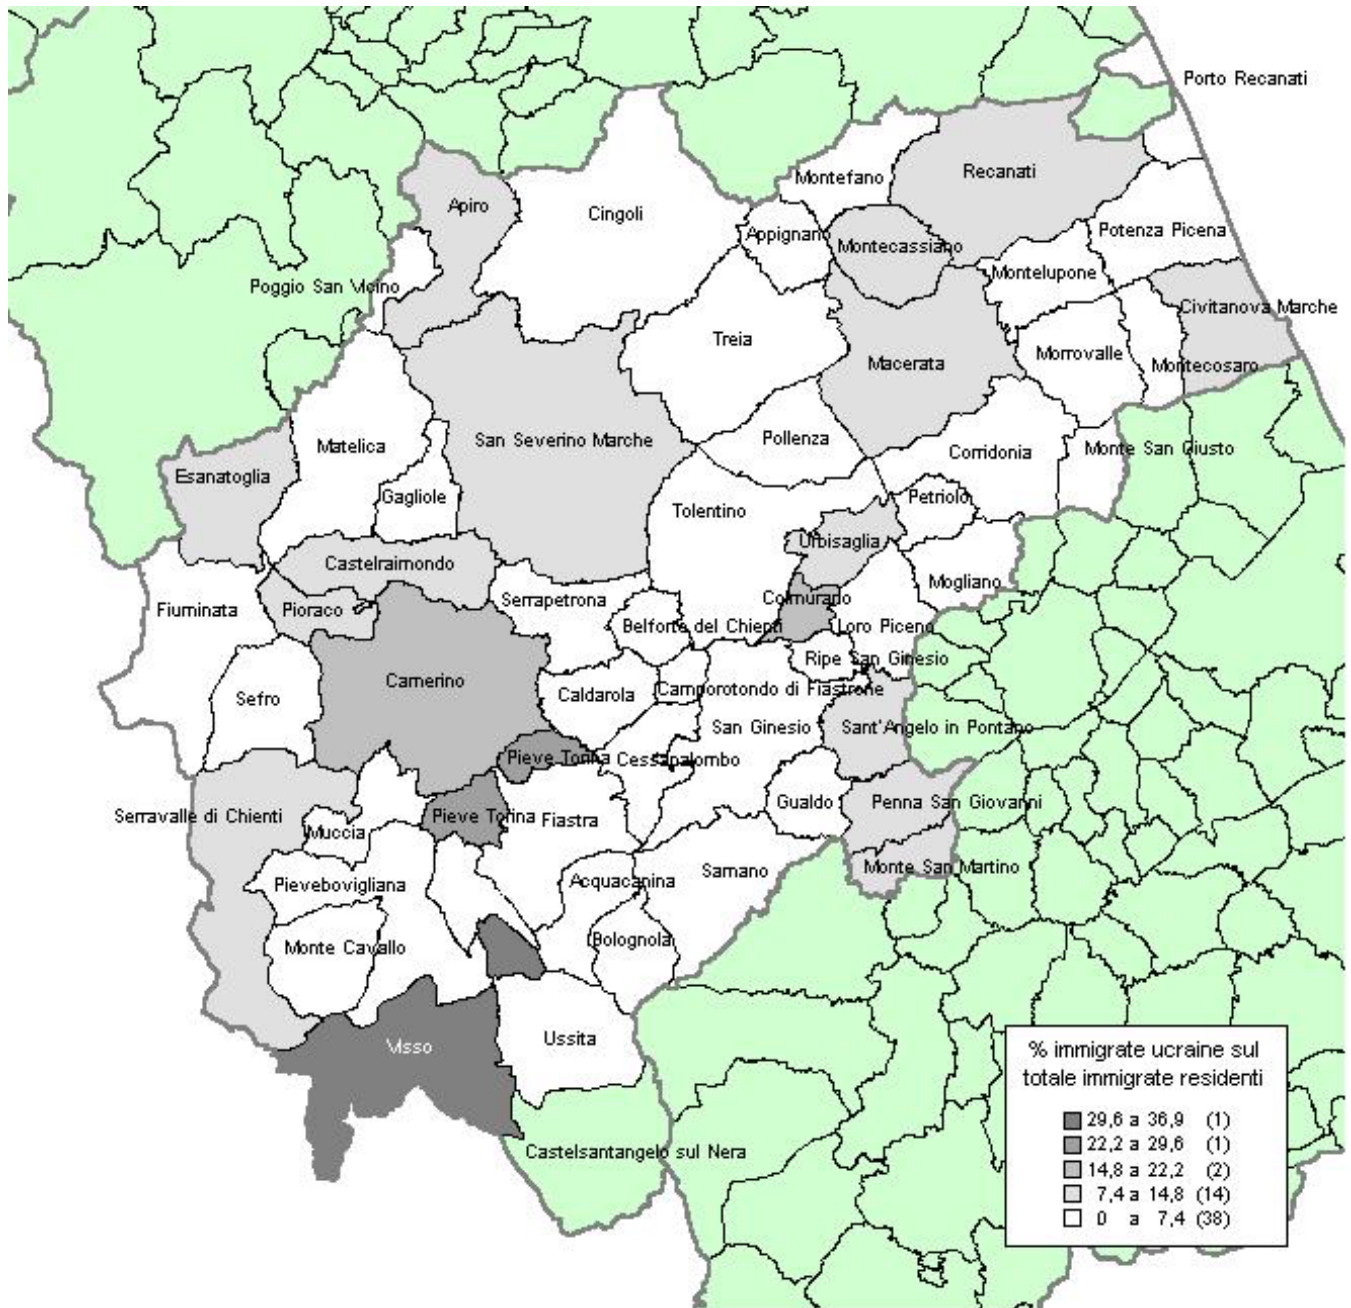 Porto Recanati
Recanati
Montefano
Apiro
Cingoli
Appignano
Montecassiano
Potenza Picena
Montelupone
Poggio San Vicino
Civitanova Marche
Treia
Macerata
Morrovalle
Montecosaro
San Severino Marche
Pollenza
Matelica
Corridonia
Monte San Giusto
Esanatoglia
Gagliole
Petriolo
Tolentino
Urbisaglia
Castelraimondo
Mogliano
Serrapetrona
Colmurano
Fiuminata
Pioraco
Belforte del Chienti
Loro Piceno
Ripe San Ginesio
Camerino
Sefro
Caldarola
Camporotondo di Fiastrone
San Ginesio
Sant'Angelo in Pontano
Pieve Torina
Cessapalombo
Gualdo
Penna San Giovanni
Serravalle di Chienti
Pieve Torina
Fiastra
Muccia
Monte San Martino
Sarnano
Acquacanina
Pievebovigliana
Bolognola
Monte Cavallo
Visso
Ussita
Castelsantangelo sul Nera
% immigrate ucraine sul
totale immigrate residenti
29,6 a 36,9 (1)
22,2 a 29,6 (1)
14,8 a 22,2 (2)
7,4 a 14,8 (14)
0 a 7,4 (38)